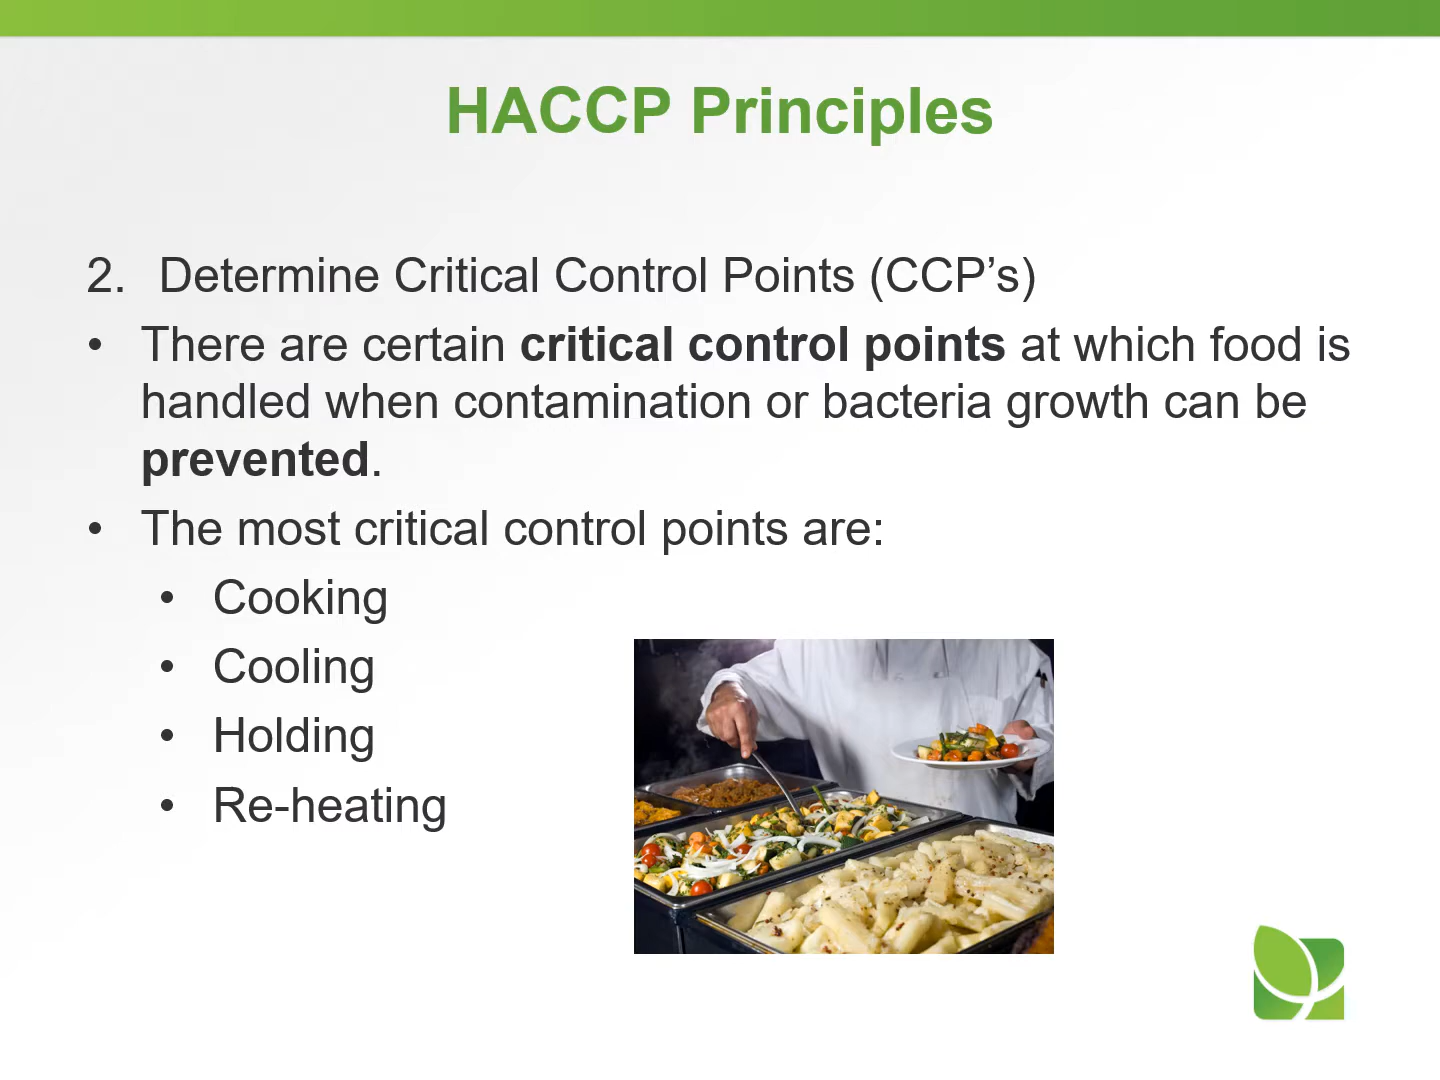 HACCP Principles
2. Determine Critical Control Points (CCP’s)
• There are certain critical control points at which food is
handled when contamination or bacteria growth can be
prevented.
• The most critical control points are:
• Cooking
• Cooling
• Holding
• Re-heating